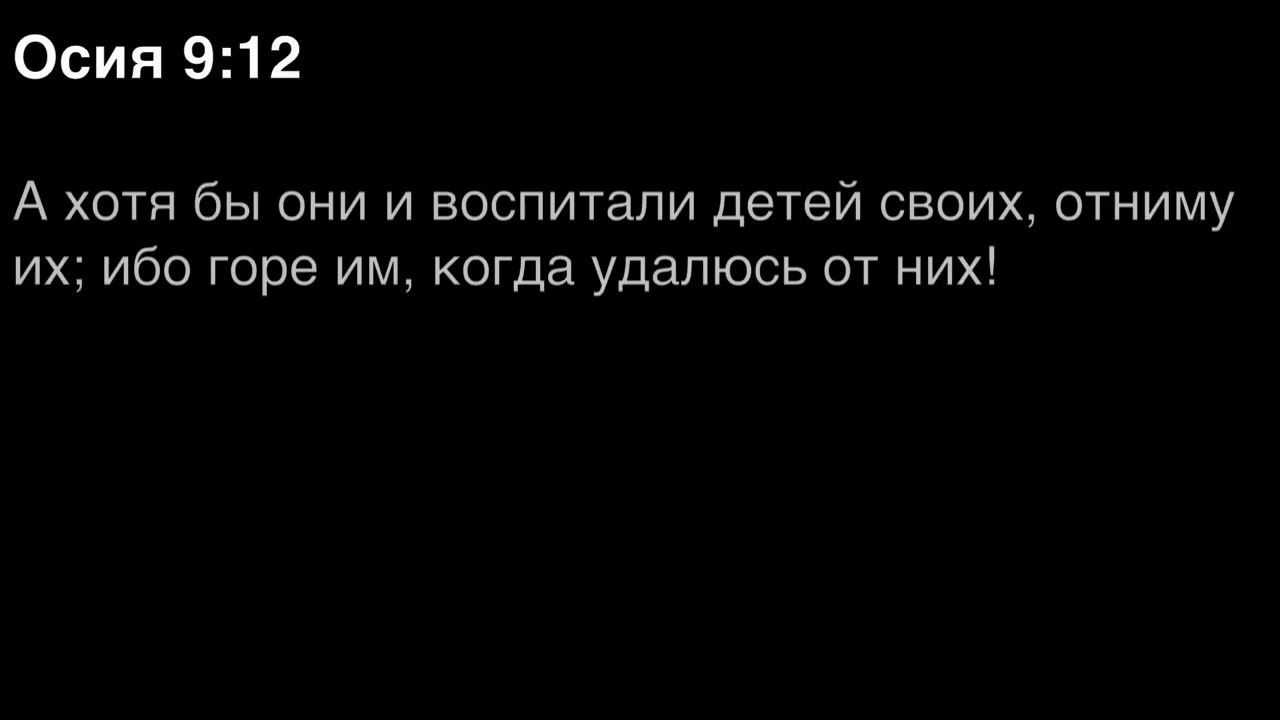 Осия 9:12
А хотя бы они и воспитали детей своих, отниму
их; ибо горе им, когда удалюсь от них!